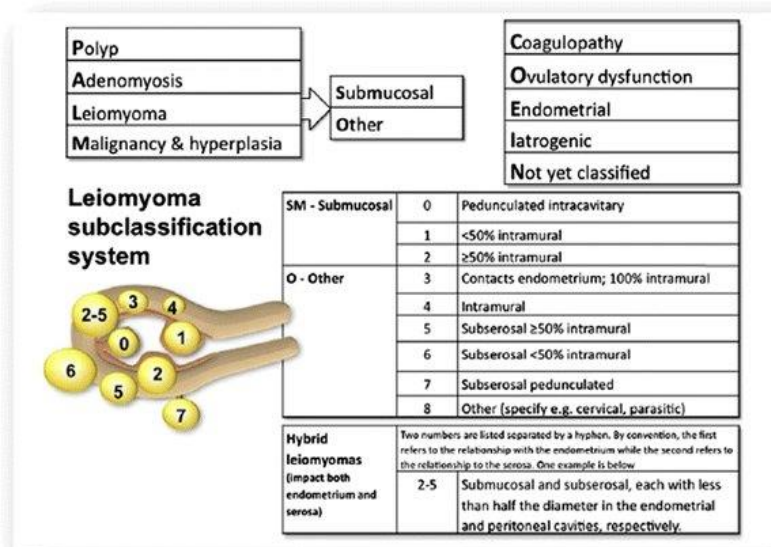 Polyp
Adenomyosis
Leiomyoma
Malignancy & hyperplasia
Submucosal
Other
Coagulopathy
Ovulatory dysfunction
Endometrial
Iatrogenic
Not yet classified
Leiomyoma
subclassification
system
SM - Submucosal
0 Pedunculated intracavitary
1 <50% intramural
2 ≥50% intramural
O - Other
3 Contacts endometrium; 100% intramural
4 Intramural
5 Subserosal ≥50% intramural
6 Subserosal <50% intramural
7 Subserosal pedunculated
8 Other (specify e.g. cervical, parasitic)
Hybrid
leiomyomas
(impact both
endometrium and
serosa)
Two numbers are listed separated by a hyphen. By convention, the first
refers to the relationship with the endometrium while the second refers to
the relationship to the serosa. One example is below
2-5 Submucosal and subserosal, each with less
than half the diameter in the endometrial
and peritoneal cavities, respectively.
3
4
2-5
0
1
6
2
5
7